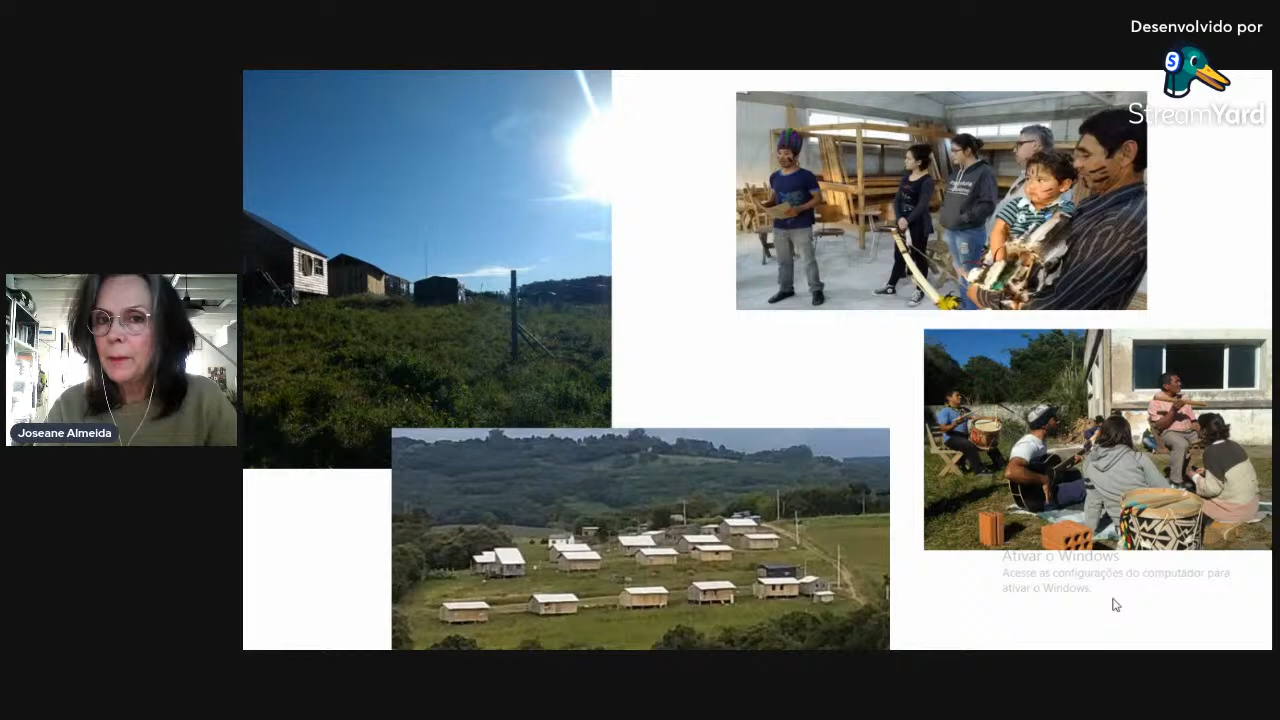 Desenvolvido por
StreamYard
Joseane Almeida
Ativar o Windows
Acesse as configurações do computador para
ativar o Windows.